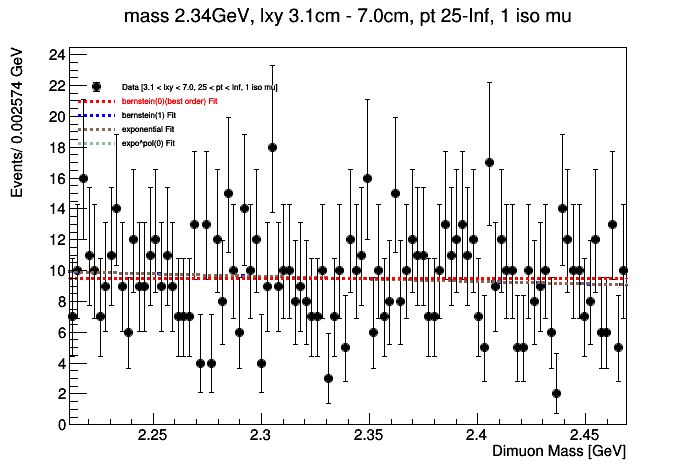 mass 2.34GeV, lxy 3.1cm - 7.0cm, pt 25-Inf, 1 iso mu
Events/ 0.002574 GeV
24
22
20
18
16
14
12
10
8
6
4
2
0
Data [3.1 < lxy < 7.0, 25 < pt < Inf, 1 iso mu]
bernstein(0)(best order) Fit
bernstein(1) Fit
exponential Fit
expo*pol(0) Fit
2.25
2.3
2.35
2.4
2.45
Dimuon Mass [GeV]